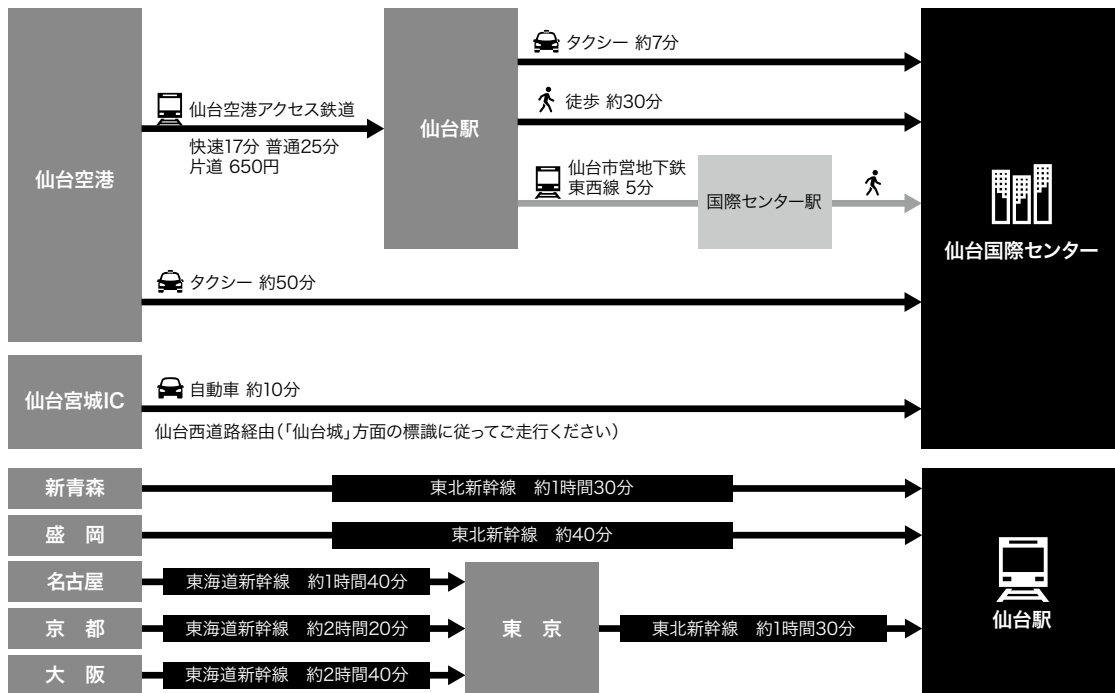 タクシー 約7分
仙台空港アクセス鉄道
快速17分 普通25分
片道 650円
仙台駅
徒歩 約30分
仙台空港
仙台市営地下鉄
東西線 5分
国際センター駅
仙台国際センター
タクシー 約50分
仙台宮城IC
自動車 約10分
仙台西道路経由(「仙台城」方面の標識に従ってご走行ください)
新青森
東北新幹線 約1時間30分
盛 岡
東北新幹線 約40分
名古屋
東海道新幹線 約1時間40分
京 都
東海道新幹線 約2時間20分
東 京
東北新幹線 約1時間30分
仙台駅
大 阪
東海道新幹線 約2時間40分